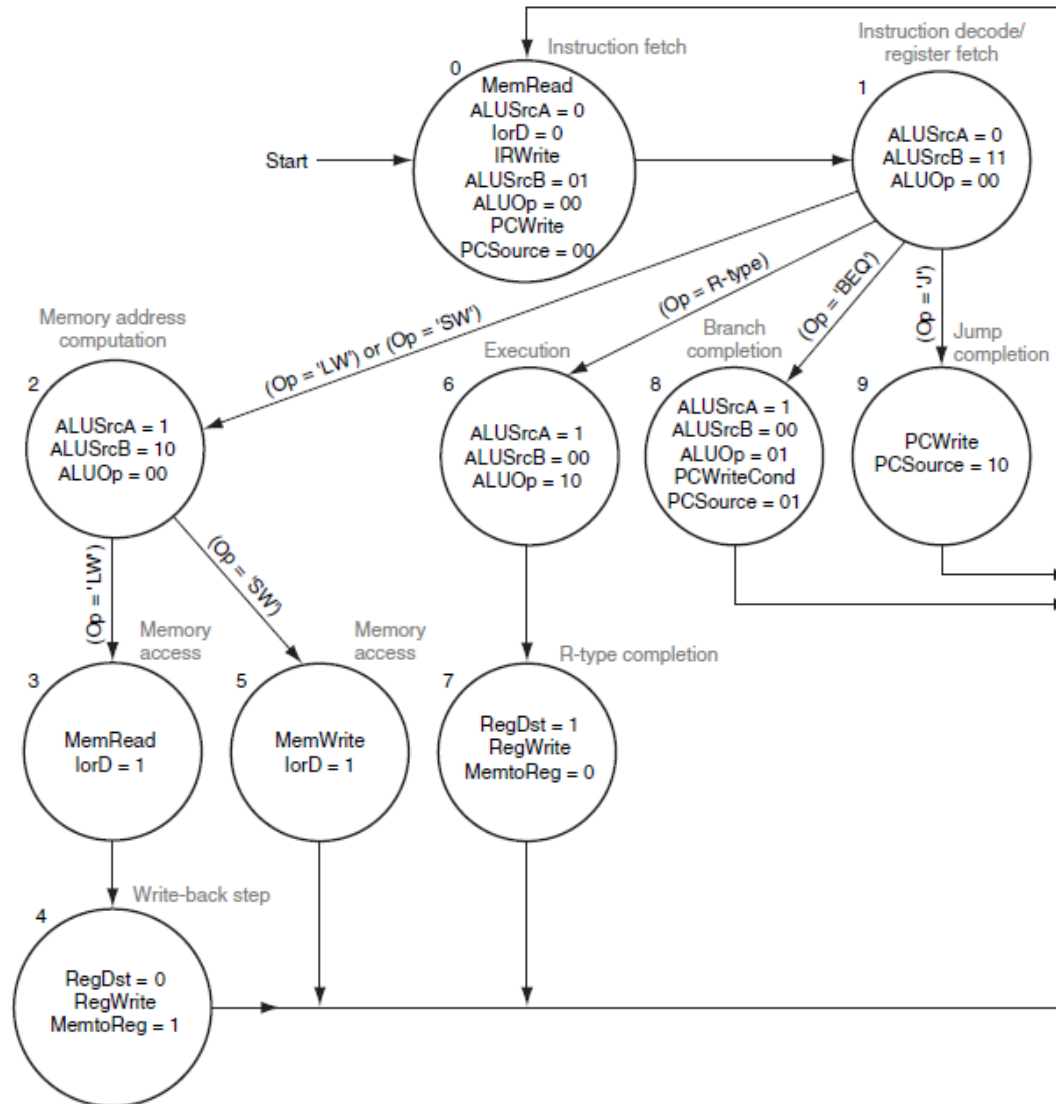 Instruction fetch
0
MemRead
ALUSrcA = 0
IorD = 0
IRWrite
ALUSrcB = 01
ALUOp = 00
PCWrite
PCSource = 00
Start
Instruction decode/
register fetch
1
ALUSrcA = 0
ALUSrcB = 11
ALUOp = 00
(Op = 'LW') or (Op = 'SW')
(Op = R-type)
(Op = 'BEQ')
(Op = 'J')
Memory address
computation
2
ALUSrcA = 1
ALUSrcB = 10
ALUOp = 00
Execution
6
ALUSrcA = 1
ALUSrcB = 00
ALUOp = 10
Branch
completion
8
ALUSrcA = 1
ALUSrcB = 00
ALUOp = 01
PCWriteCond
PCSource = 01
Jump
completion
9
PCWrite
PCSource = 10
(Op = 'LW')
(Op = 'SW')
Memory
access
3
MemRead
IorD = 1
Memory
access
5
MemWrite
IorD = 1
R-type completion
7
RegDst = 1
RegWrite
MemtoReg = 0
Write-back step
4
RegDst = 0
RegWrite
MemtoReg = 1